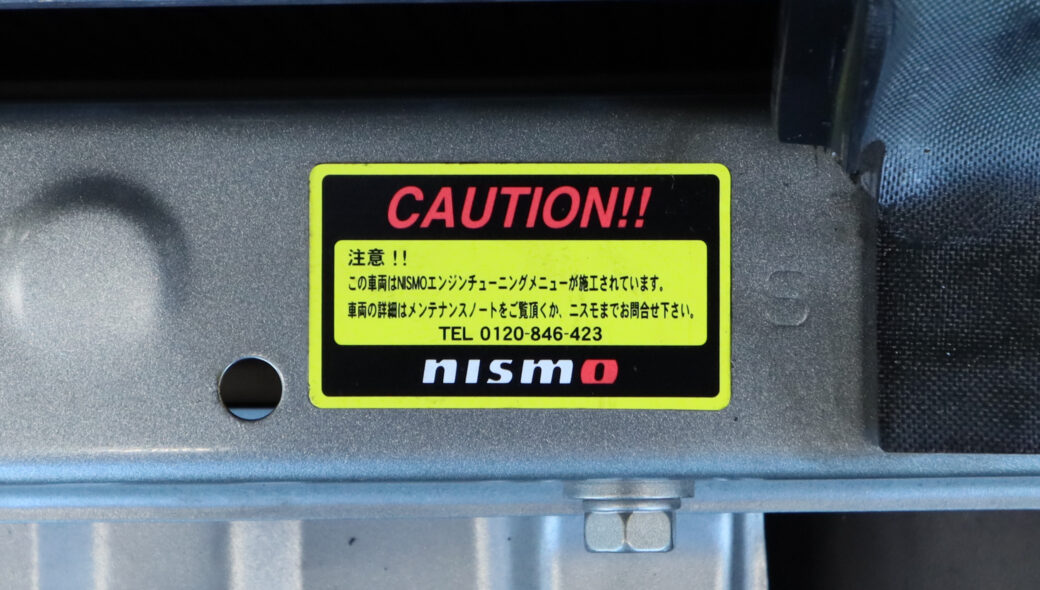 CAUTION!!
注意!!
この車両はNISMOエンジンチューニングメニューが施工されています。
車両の詳細はメンテナンスノートをご覧頂くか、ニスモまでお問合せ下さい。
TEL 0120-846-423
nismo
S